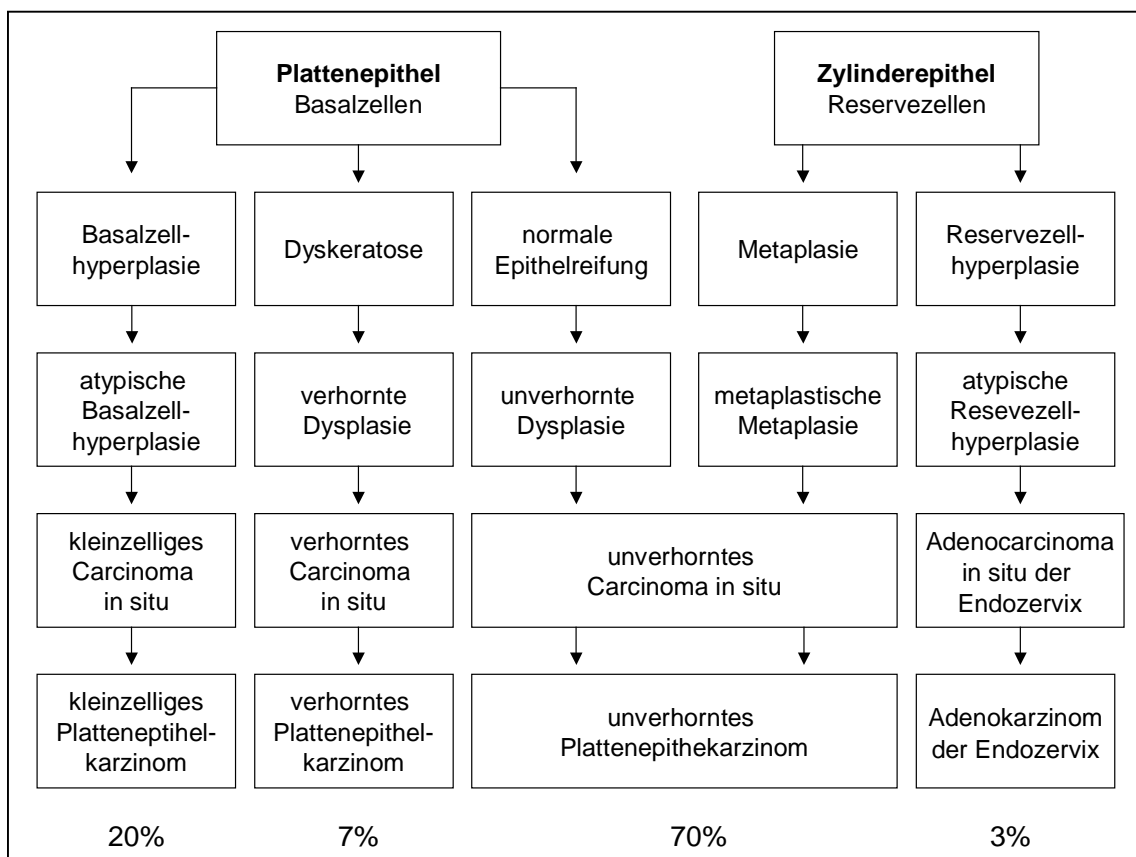 Plattenepithel
Basalzellen
Zylinderepithel
Reservezellen
Basalzell-
hyperplasie
Dyskeratose
normale
Epithelreifung
Metaplasie
Reservezell-
hyperplasie
atypische
Basalzell-
hyperplasie
verhornte
Dysplasie
unverhornte
Dysplasie
metaplastische
Metaplasie
atypische
Resevezell-
hyperplasie
kleinzelliges
Carcinoma
in situ
verhorntes
Carcinoma
in situ
unverhorntes
Carcinoma in situ
Adenocarcinoma
in situ der
Endozervix
kleinzelliges
Platteneptihel-
karzinom
verhorntes
Plattenepithel-
karzinom
unverhorntes
Plattenepithekarzinom
Adenokarzinom
der Endozervix
20%
7%
70%
3%